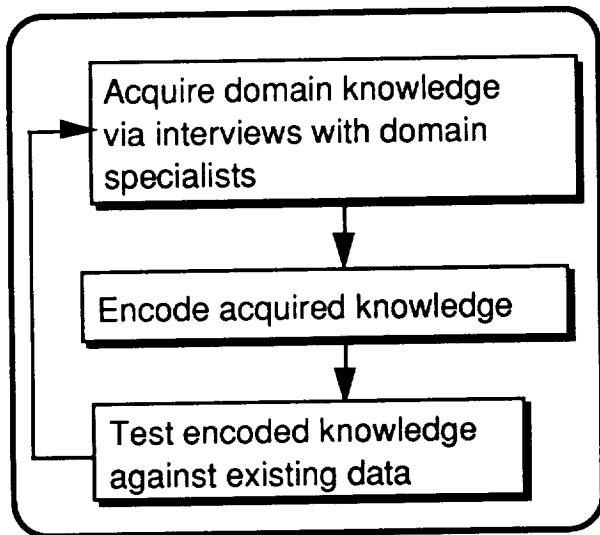 Acquire domain knowledge
via interviews with domain
specialists
Encode acquired knowledge
Test encoded knowledge
against existing data